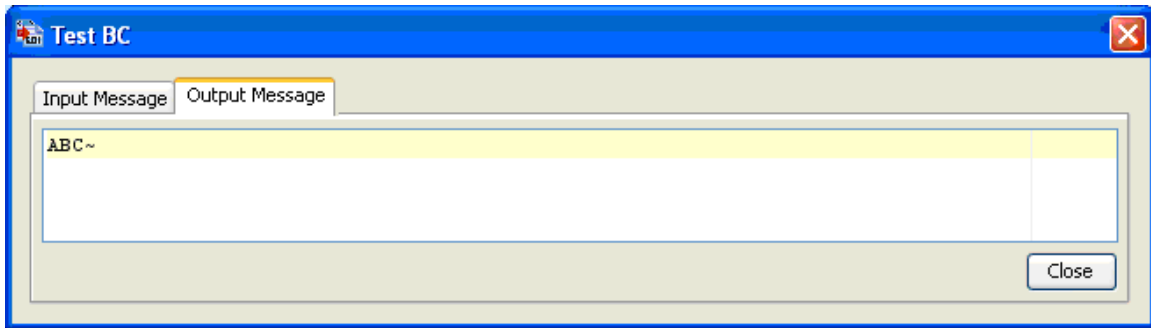 Test BC
Input Message Output Message
ABC~
Close